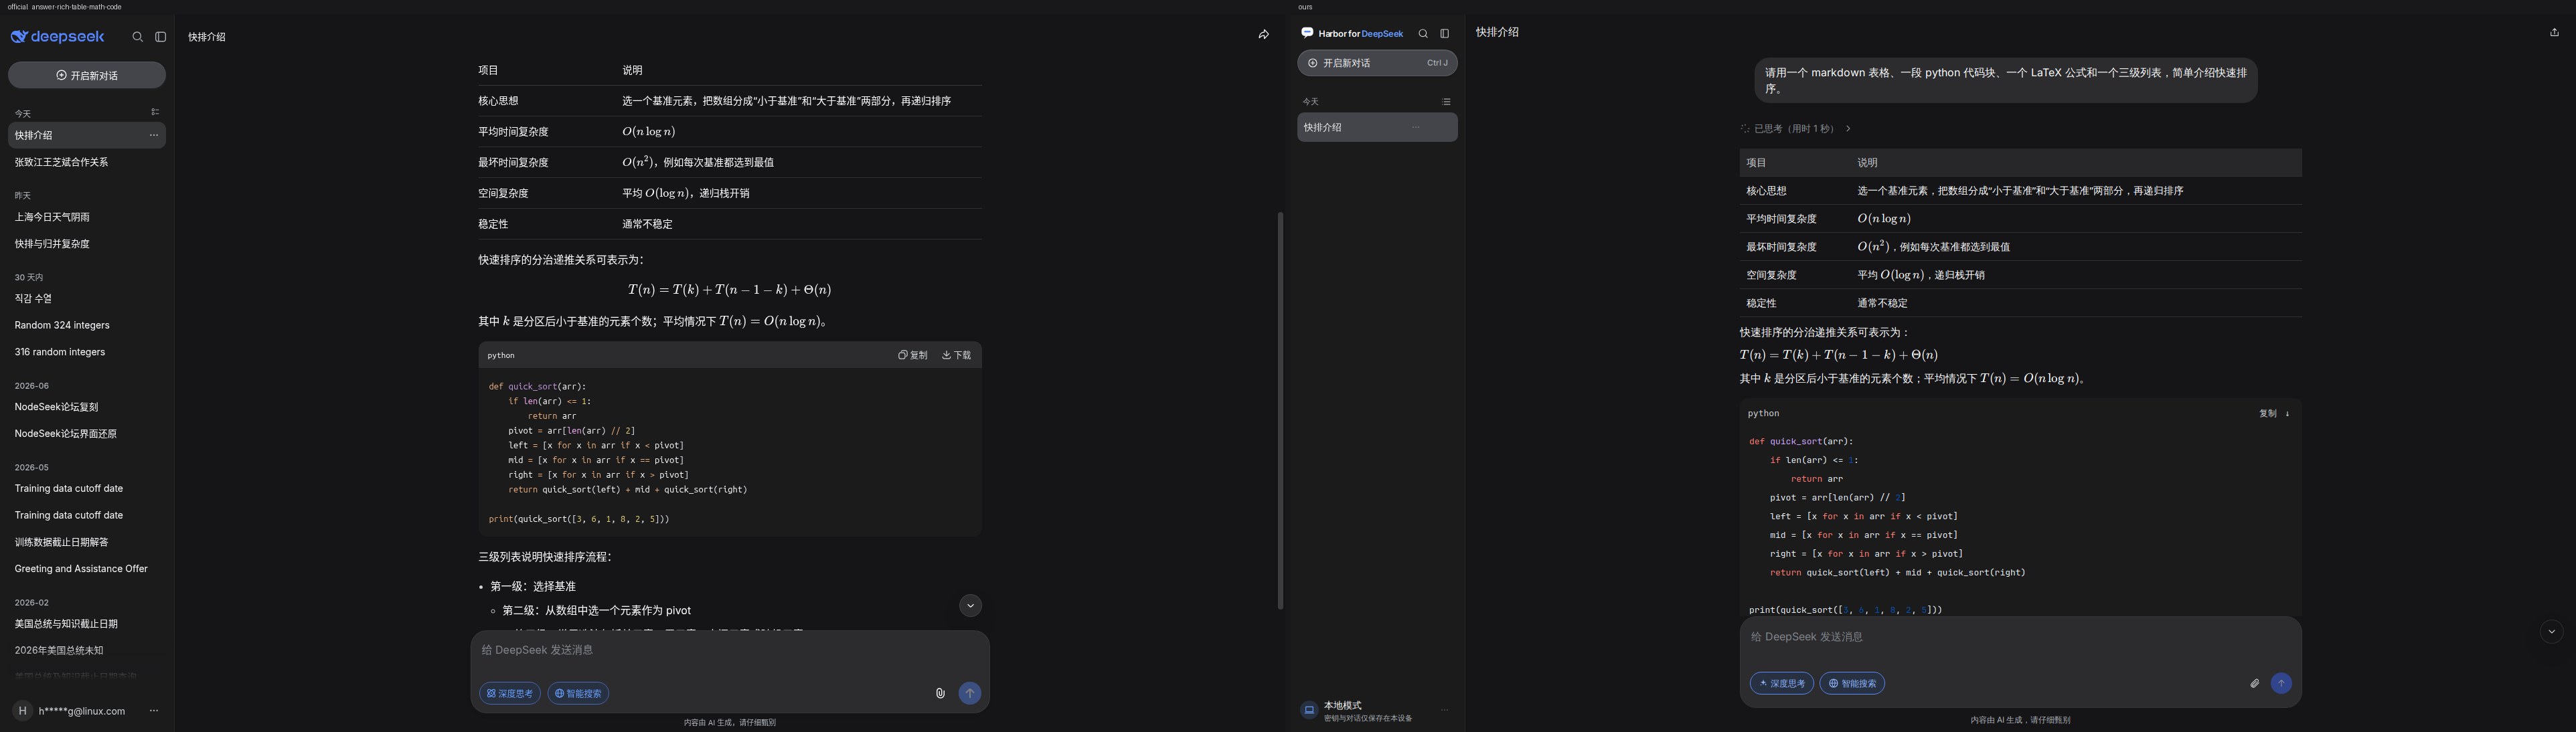 official answer-rich-table-math-code
deepseek
开启新对话
今天
快排介绍
张致江王芝斌合作关系
昨天
上海今日天气阴雨
快排与归并复杂度
30 天内
직감 수열
Random 324 integers
316 random integers
2026-06
NodeSeek论坛复刻
NodeSeek论坛界面还原
2026-05
Training data cutoff date
Training data cutoff date
训练数据截止日期解答
Greeting and Assistance Offer
2026-02
美国总统与知识截止日期
2026年美国总统未知
H h*****g@linux.com
快排介绍
项目 说明
核心思想 选一个基准元素，把数组分成“小于基准”和“大于基准”两部分，再递归排序
平均时间复杂度 O(n log n)
最坏时间复杂度 O(n²)，例如每次基准都选到最值
空间复杂度 平均 O(log n)，递归栈开销
稳定性 通常不稳定
快速排序的分治递推关系可表示为：
T(n) = T(k) + T(n − 1 − k) + Θ(n)
其中 k 是分区后小于基准的元素个数；平均情况下 T(n) = O(n log n)。
python 复制 下载
def quick_sort(arr):
    if len(arr) <= 1:
        return arr
    pivot = arr[len(arr) // 2]
    left = [x for x in arr if x < pivot]
    mid = [x for x in arr if x == pivot]
    right = [x for x in arr if x > pivot]
    return quick_sort(left) + mid + quick_sort(right)
print(quick_sort([3, 6, 1, 8, 2, 5]))
三级列表说明快速排序流程：
第一级：选择基准
第二级：从数组中选一个元素作为 pivot
给 DeepSeek 发送消息
深度思考 智能搜索
内容由 AI 生成，请仔细甄别
ours
Harbor for DeepSeek
开启新对话 Ctrl J
今天
快排介绍
本地模式
密钥与对话仅保存在本设备
快排介绍
请用一个 markdown 表格、一段 python 代码块、一个 LaTeX 公式和一个三级列表，简单介绍快速排
序。
已思考（用时 1 秒）
项目 说明
核心思想 选一个基准元素，把数组分成“小于基准”和“大于基准”两部分，再递归排序
平均时间复杂度 O(n log n)
最坏时间复杂度 O(n²)，例如每次基准都选到最值
空间复杂度 平均 O(log n)，递归栈开销
稳定性 通常不稳定
快速排序的分治递推关系可表示为：
T(n) = T(k) + T(n − 1 − k) + Θ(n)
其中 k 是分区后小于基准的元素个数；平均情况下 T(n) = O(n log n)。
python 复制 ↓
def quick_sort(arr):
    if len(arr) <= 1:
        return arr
    pivot = arr[len(arr) // 2]
    left = [x for x in arr if x < pivot]
    mid = [x for x in arr if x == pivot]
    right = [x for x in arr if x > pivot]
    return quick_sort(left) + mid + quick_sort(right)
print(quick_sort([3, 6, 1, 8, 2, 5]))
给 DeepSeek 发送消息
深度思考 智能搜索
内容由 AI 生成，请仔细甄别